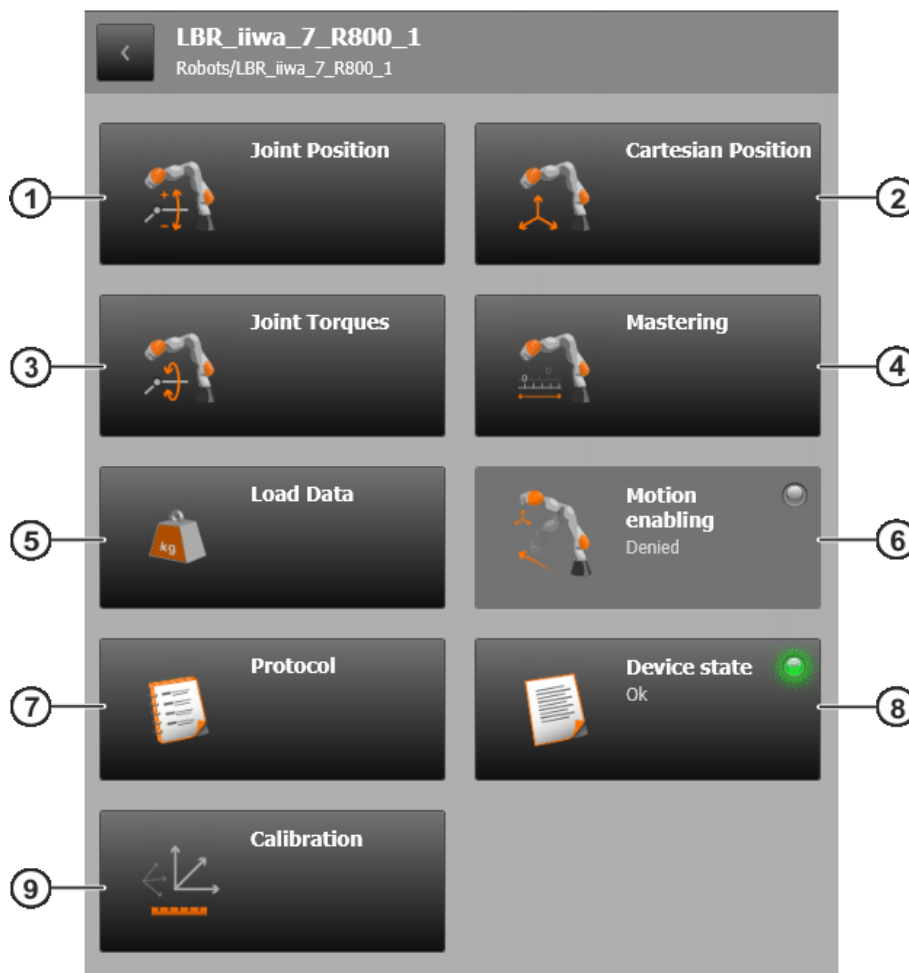 LBR_iiwa_7_R800_1
Robots/LBR_iiwa_7_R800_1
1
Joint Position
Cartesian Position
2
3
Joint Torques
Mastering
4
5
Load Data
kg
Motion
enabling
Denied
6
7
Protocol
Device state
Ok
8
9
Calibration